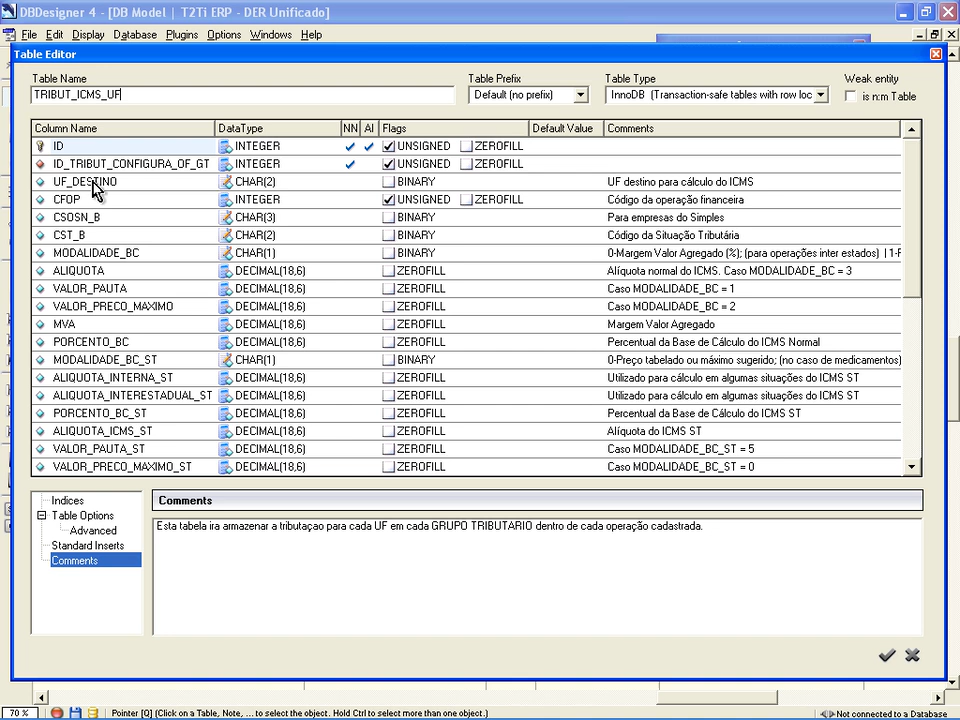 DBDesigner 4 - [DB Model | T2Ti ERP - DER Unificado]
File Edit Display Database Plugins Options Windows Help
Table Editor
Table Name Table Prefix Table Type Weak entity
TRIBUT_ICMS_UF Default (no prefix) InnoDB (Transaction-safe tables with row loc is n:m Table
Column Name DataType NN AI Flags Default Value Comments
ID INTEGER UNSIGNED ZEROFILL
ID_TRIBUT_CONFIGURA_OF_GT INTEGER UNSIGNED ZEROFILL
UF_DESTINO CHAR(2) BINARY UF destino para cálculo do ICMS
CFOP INTEGER UNSIGNED ZEROFILL Código da operação financeira
CSOSN_B CHAR(3) BINARY Para empresas do Simples
CST_B CHAR(2) BINARY Código da Situação Tributária
MODALIDADE_BC CHAR(1) BINARY 0-Margem Valor Agregado (%); (para operações inter estados) | 1-F
ALIQUOTA DECIMAL(18,6) ZEROFILL Alíquota normal do ICMS. Caso MODALIDADE_BC = 3
VALOR_PAUTA DECIMAL(18,6) ZEROFILL Caso MODALIDADE_BC = 1
VALOR_PRECO_MAXIMO DECIMAL(18,6) ZEROFILL Caso MODALIDADE_BC = 2
MVA DECIMAL(18,6) ZEROFILL Margem Valor Agregado
PORCENTO_BC DECIMAL(18,6) ZEROFILL Percentual da Base de Cálculo do ICMS Normal
MODALIDADE_BC_ST CHAR(1) BINARY 0-Preço tabelado ou máximo sugerido; (no caso de medicamentos)
ALIQUOTA_INTERNA_ST DECIMAL(18,6) ZEROFILL Utilizado para cálculo em algumas situações do ICMS ST
ALIQUOTA_INTERESTADUAL_ST DECIMAL(18,6) ZEROFILL Utilizado para cálculo em algumas situações do ICMS ST
PORCENTO_BC_ST DECIMAL(18,6) ZEROFILL Percentual da Base de Cálculo do ICMS ST
ALIQUOTA_ICMS_ST DECIMAL(18,6) ZEROFILL Alíquota do ICMS ST
VALOR_PAUTA_ST DECIMAL(18,6) ZEROFILL Caso MODALIDADE_BC_ST = 5
VALOR_PRECO_MAXIMO_ST DECIMAL(18,6) ZEROFILL Caso MODALIDADE_BC_ST = 0
Indices
Table Options
Advanced
Standard Inserts
Comments
Comments
Esta tabela ira armazenar a tributaçao para cada UF em cada GRUPO TRIBUTARIO dentro de cada operação cadastrada.
70 % Pointer [Q] (Click on a Table, Note, ... to select the object. Hold Ctrl to select more than one object.) Not connected to a Database